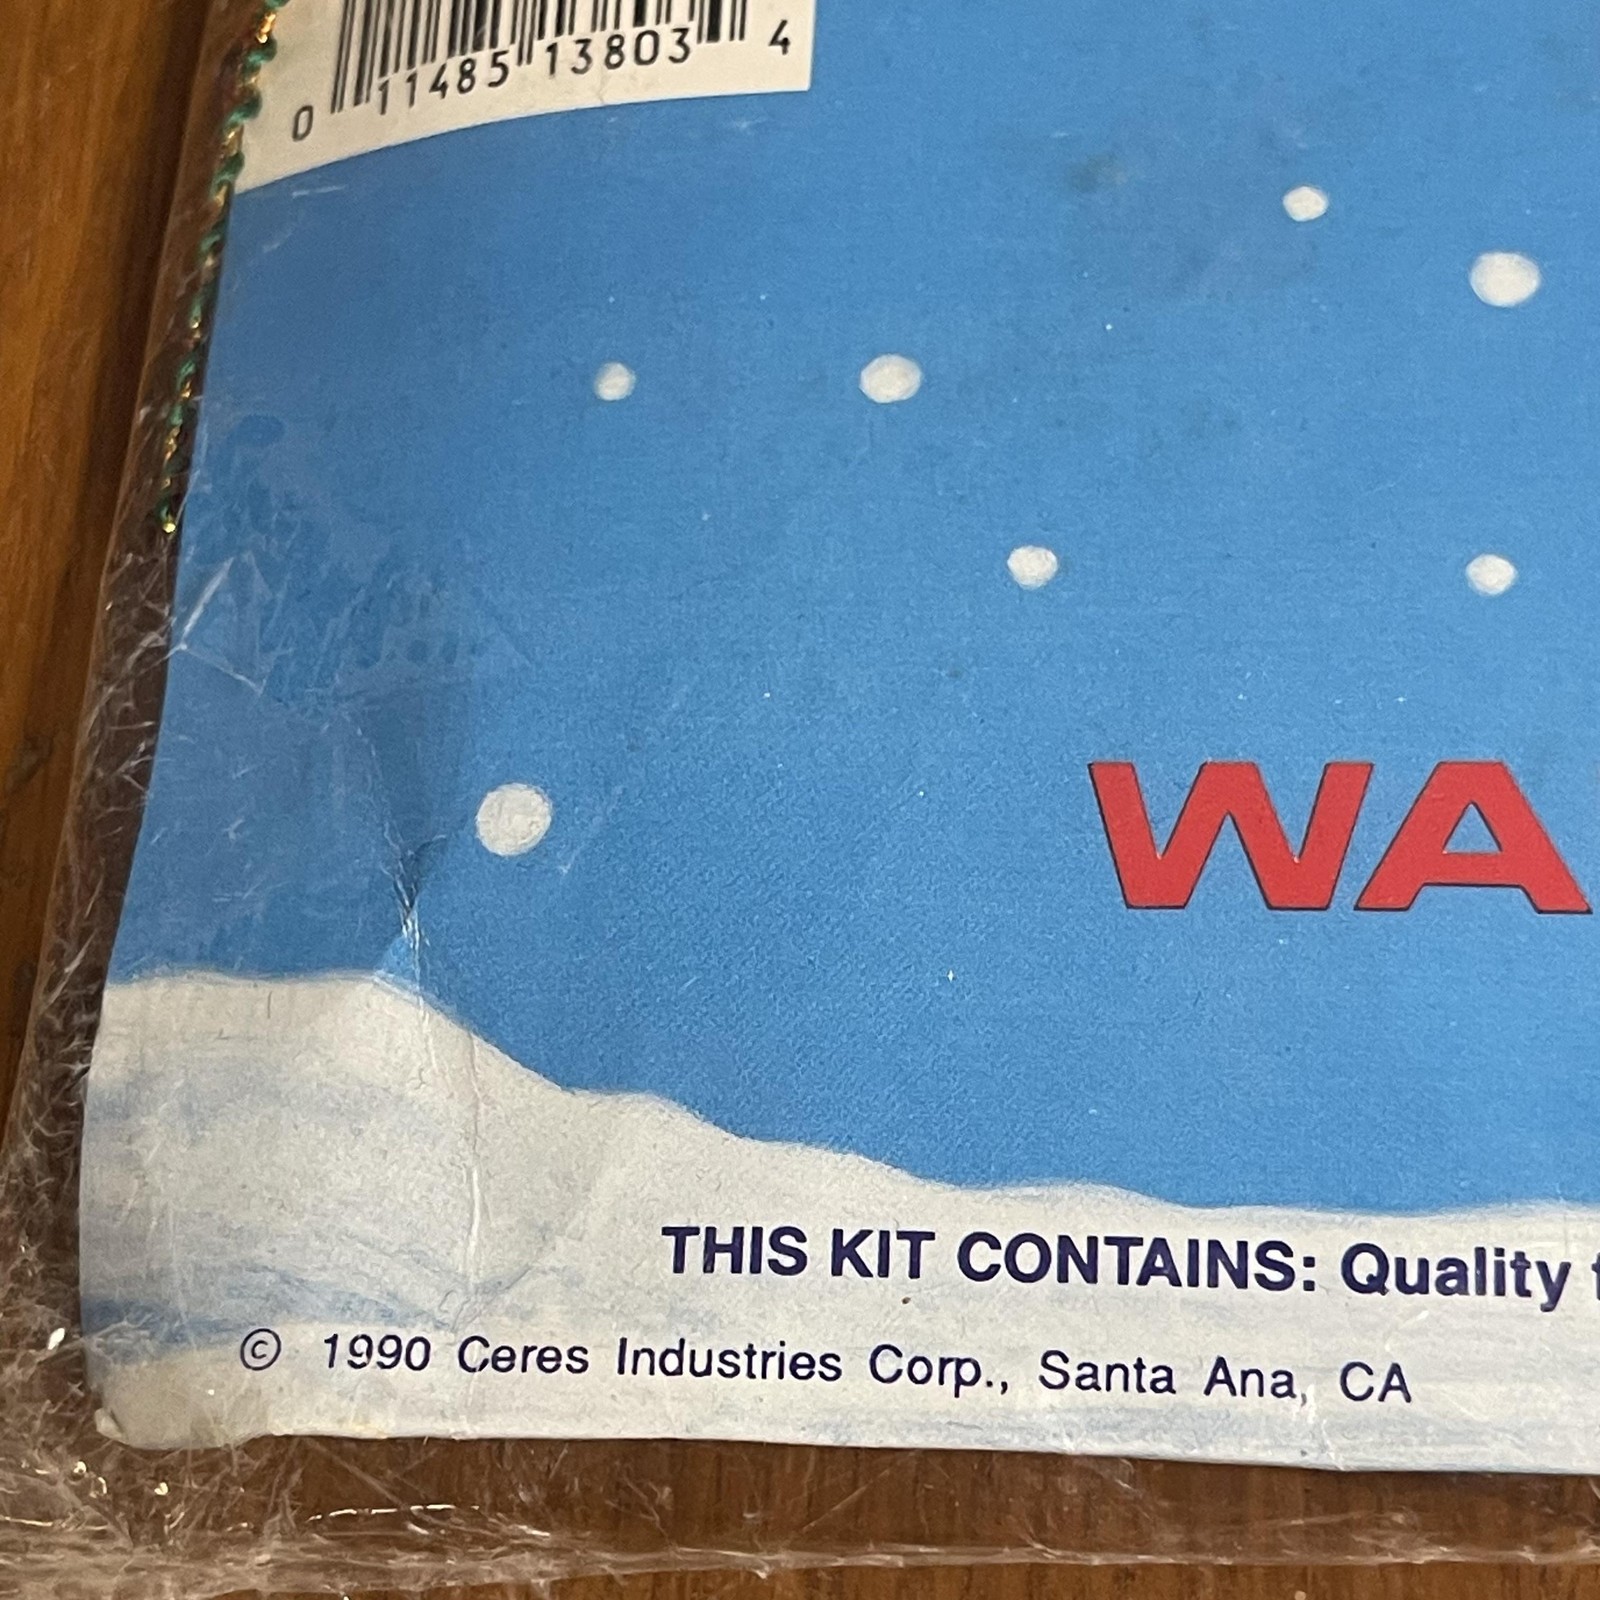 0 11485 13803 4
WA
THIS KIT CONTAINS: Quality
© 1990 Ceres Industries Corp., Santa Ana, CA